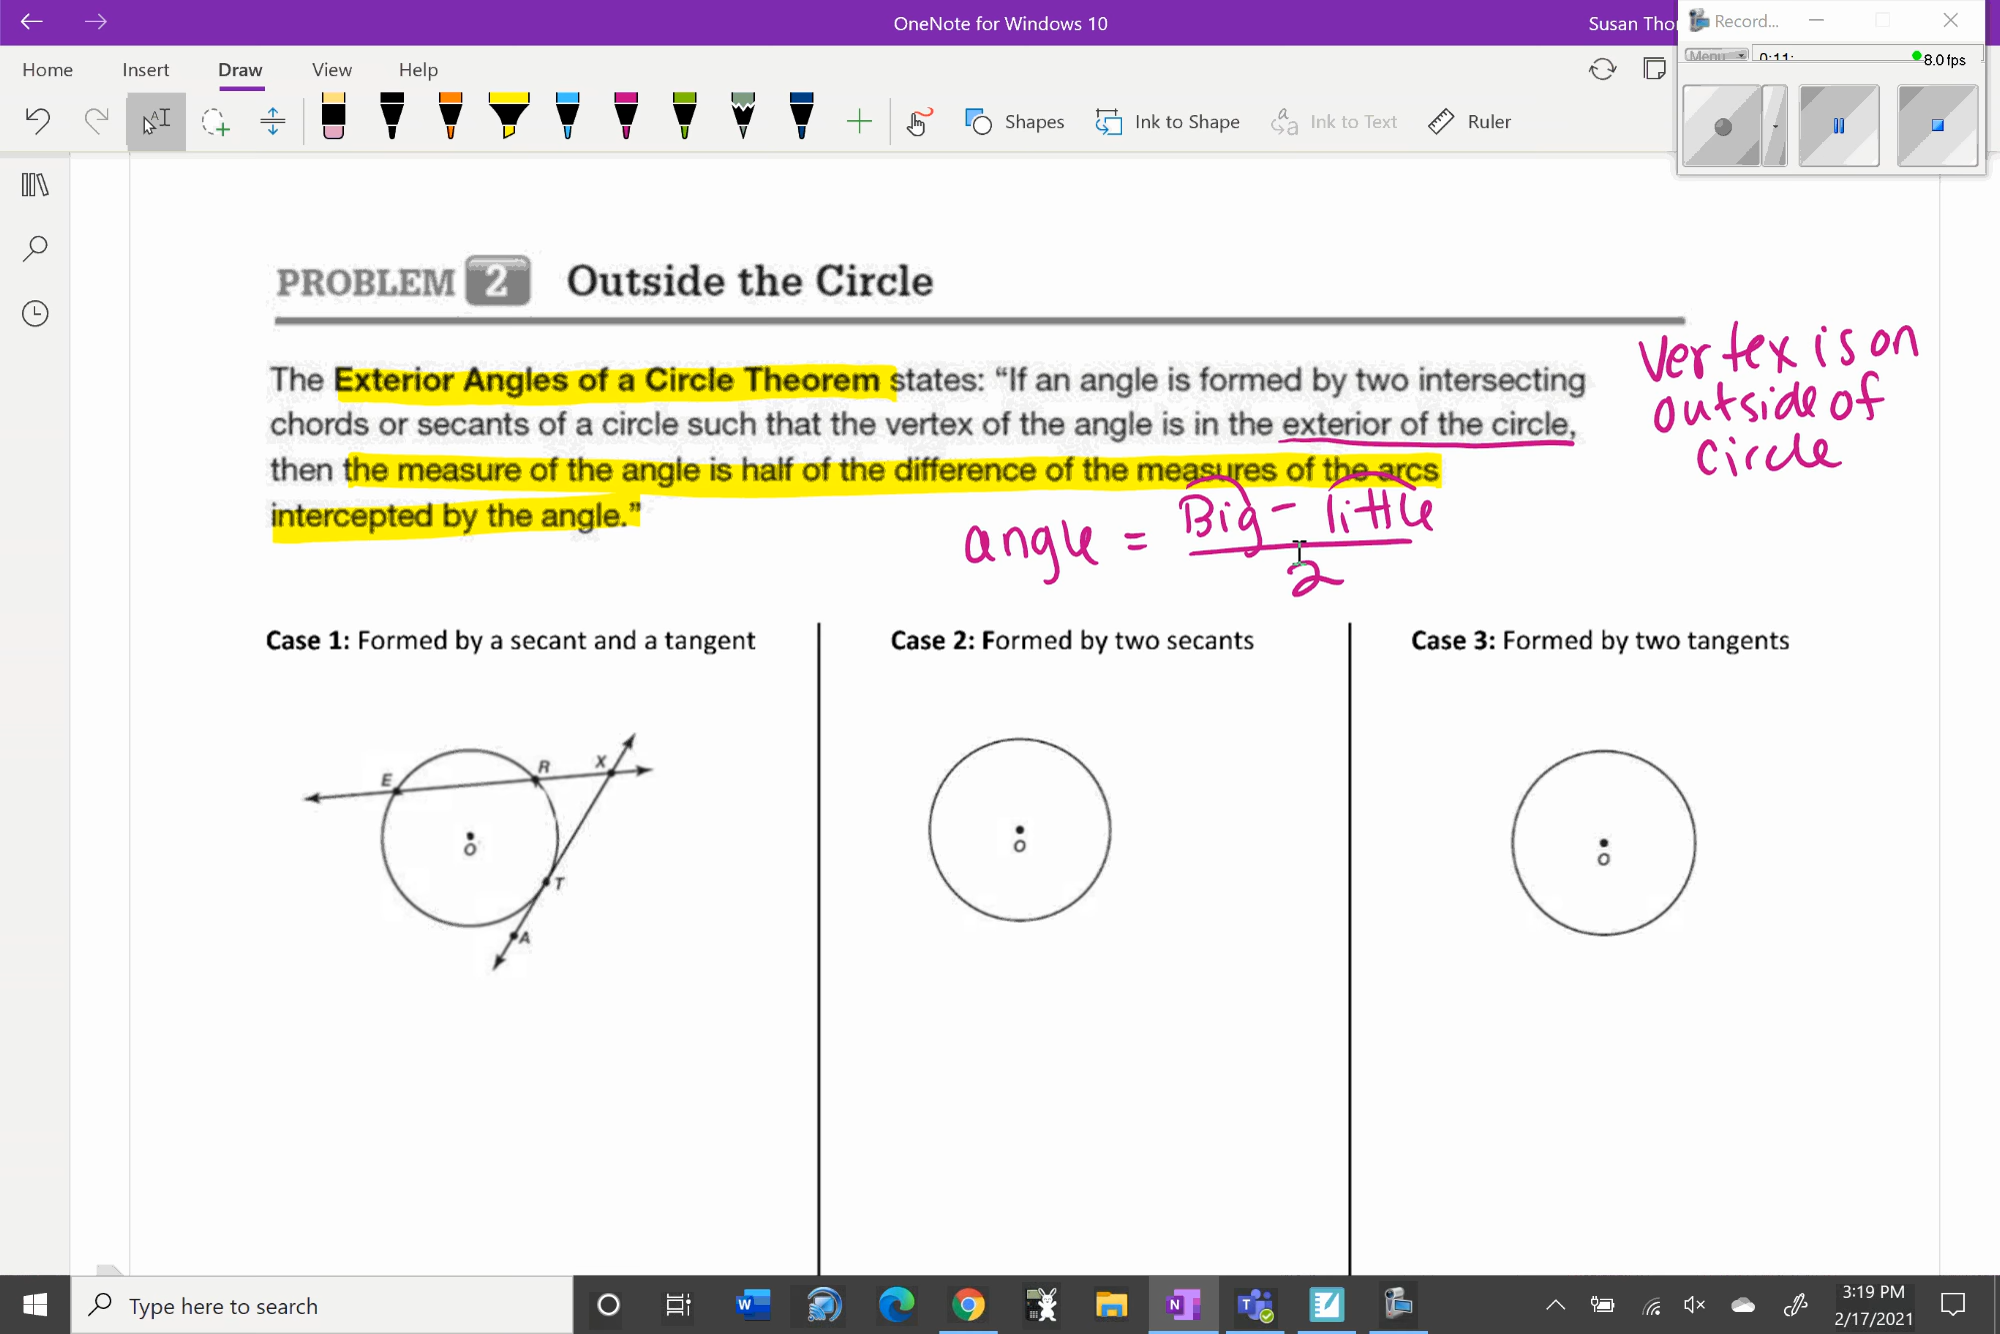 OneNote for Windows 10
Susan Tho
Record...
Home Insert Draw View Help
Menu 0:11: 8.0 fps
Shapes Ink to Shape Ink to Text Ruler
PROBLEM 2 Outside the Circle
The Exterior Angles of a Circle Theorem states: “If an angle is formed by two intersecting
chords or secants of a circle such that the vertex of the angle is in the exterior of the circle,
then the measure of the angle is half of the difference of the measures of the arcs
intercepted by the angle.”
Vertex is on
outside of
circle
angle = Big - little
2
Case 1: Formed by a secant and a tangent
Case 2: Formed by two secants
Case 3: Formed by two tangents
E R X
O
T
A
O
O
Type here to search
3:19 PM
2/17/2021